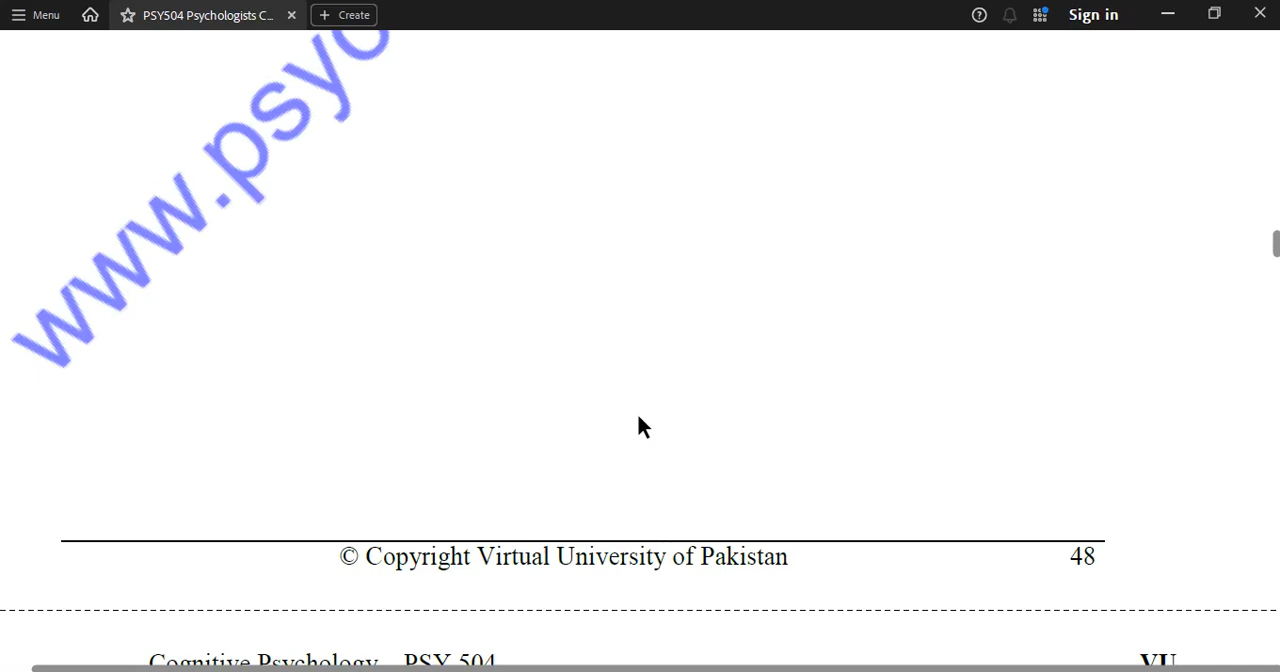 Menu
PSY504 Psychologists C...
Create
Sign in
www.psyc
© Copyright Virtual University of Pakistan 48
Cognitive Psychology PSY 504 VU